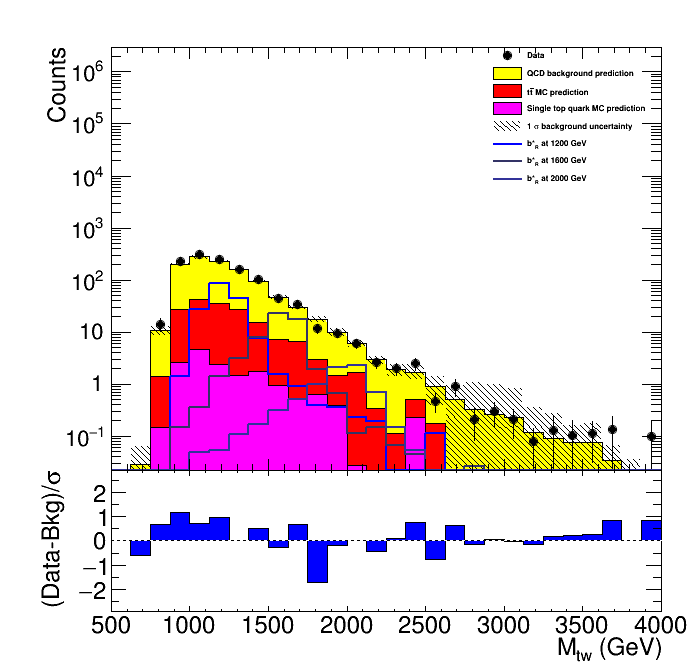 Counts
10⁶
10⁵
10⁴
10³
10²
10
1
10⁻¹
Data
QCD background prediction
tt̄ MC prediction
Single top quark MC prediction
1 σ background uncertainty
b*R at 1200 GeV
b*R at 1600 GeV
b*R at 2000 GeV
(Data-Bkg)/σ
2
1
0
−1
−2
500 1000 1500 2000 2500 3000 3500 4000
Mtw (GeV)